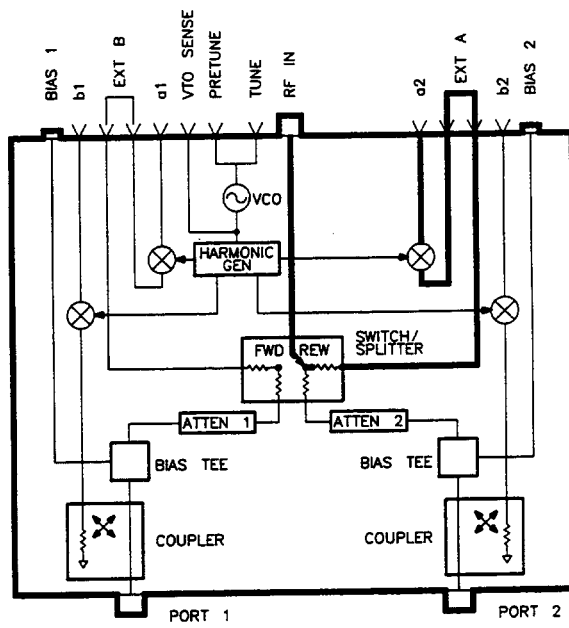 BIAS 1
b1
EXT B
a1
VTO SENSE
PRETUNE
TUNE
RF IN
a2
EXT A
b2
BIAS 2
VCO
HARMONIC
GEN
SWITCH/
SPLITTER
FWD REW
ATTEN 1
ATTEN 2
BIAS TEE
BIAS TEE
COUPLER
COUPLER
PORT 1
PORT 2